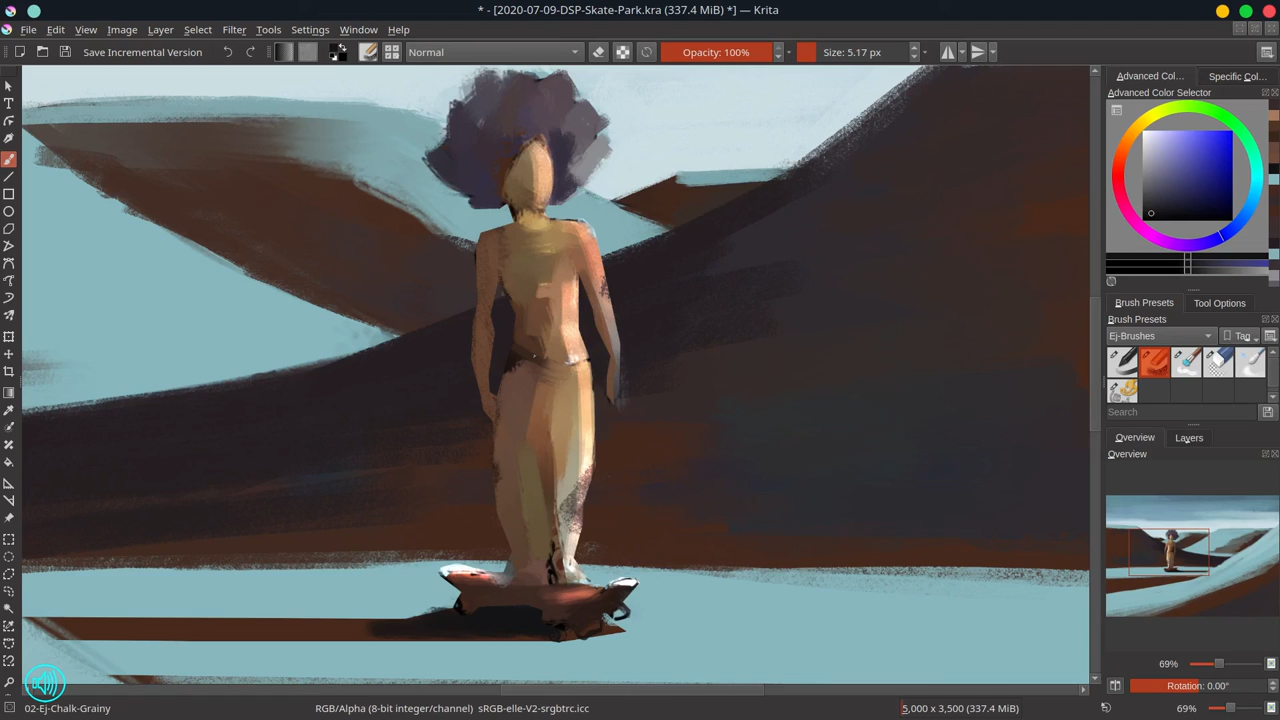 * - [2020-07-09-DSP-Skate-Park.kra (337.4 MiB) *] — Krita
File Edit View Image Layer Select Filter Tools Settings Window Help
Save Incremental Version Normal Opacity: 100% Size: 5.17 px
Advanced Col... Specific Col...
Advanced Color Selector
Brush Presets Tool Options
Brush Presets
Ej-Brushes Tag
Search
Overview Layers
Overview
69%
Rotation: 0.00°
02-Ej-Chalk-Grainy RGB/Alpha (8-bit integer/channel) sRGB-elle-V2-srgbtrc.icc 5,000 x 3,500 (337.4 MiB) 69%